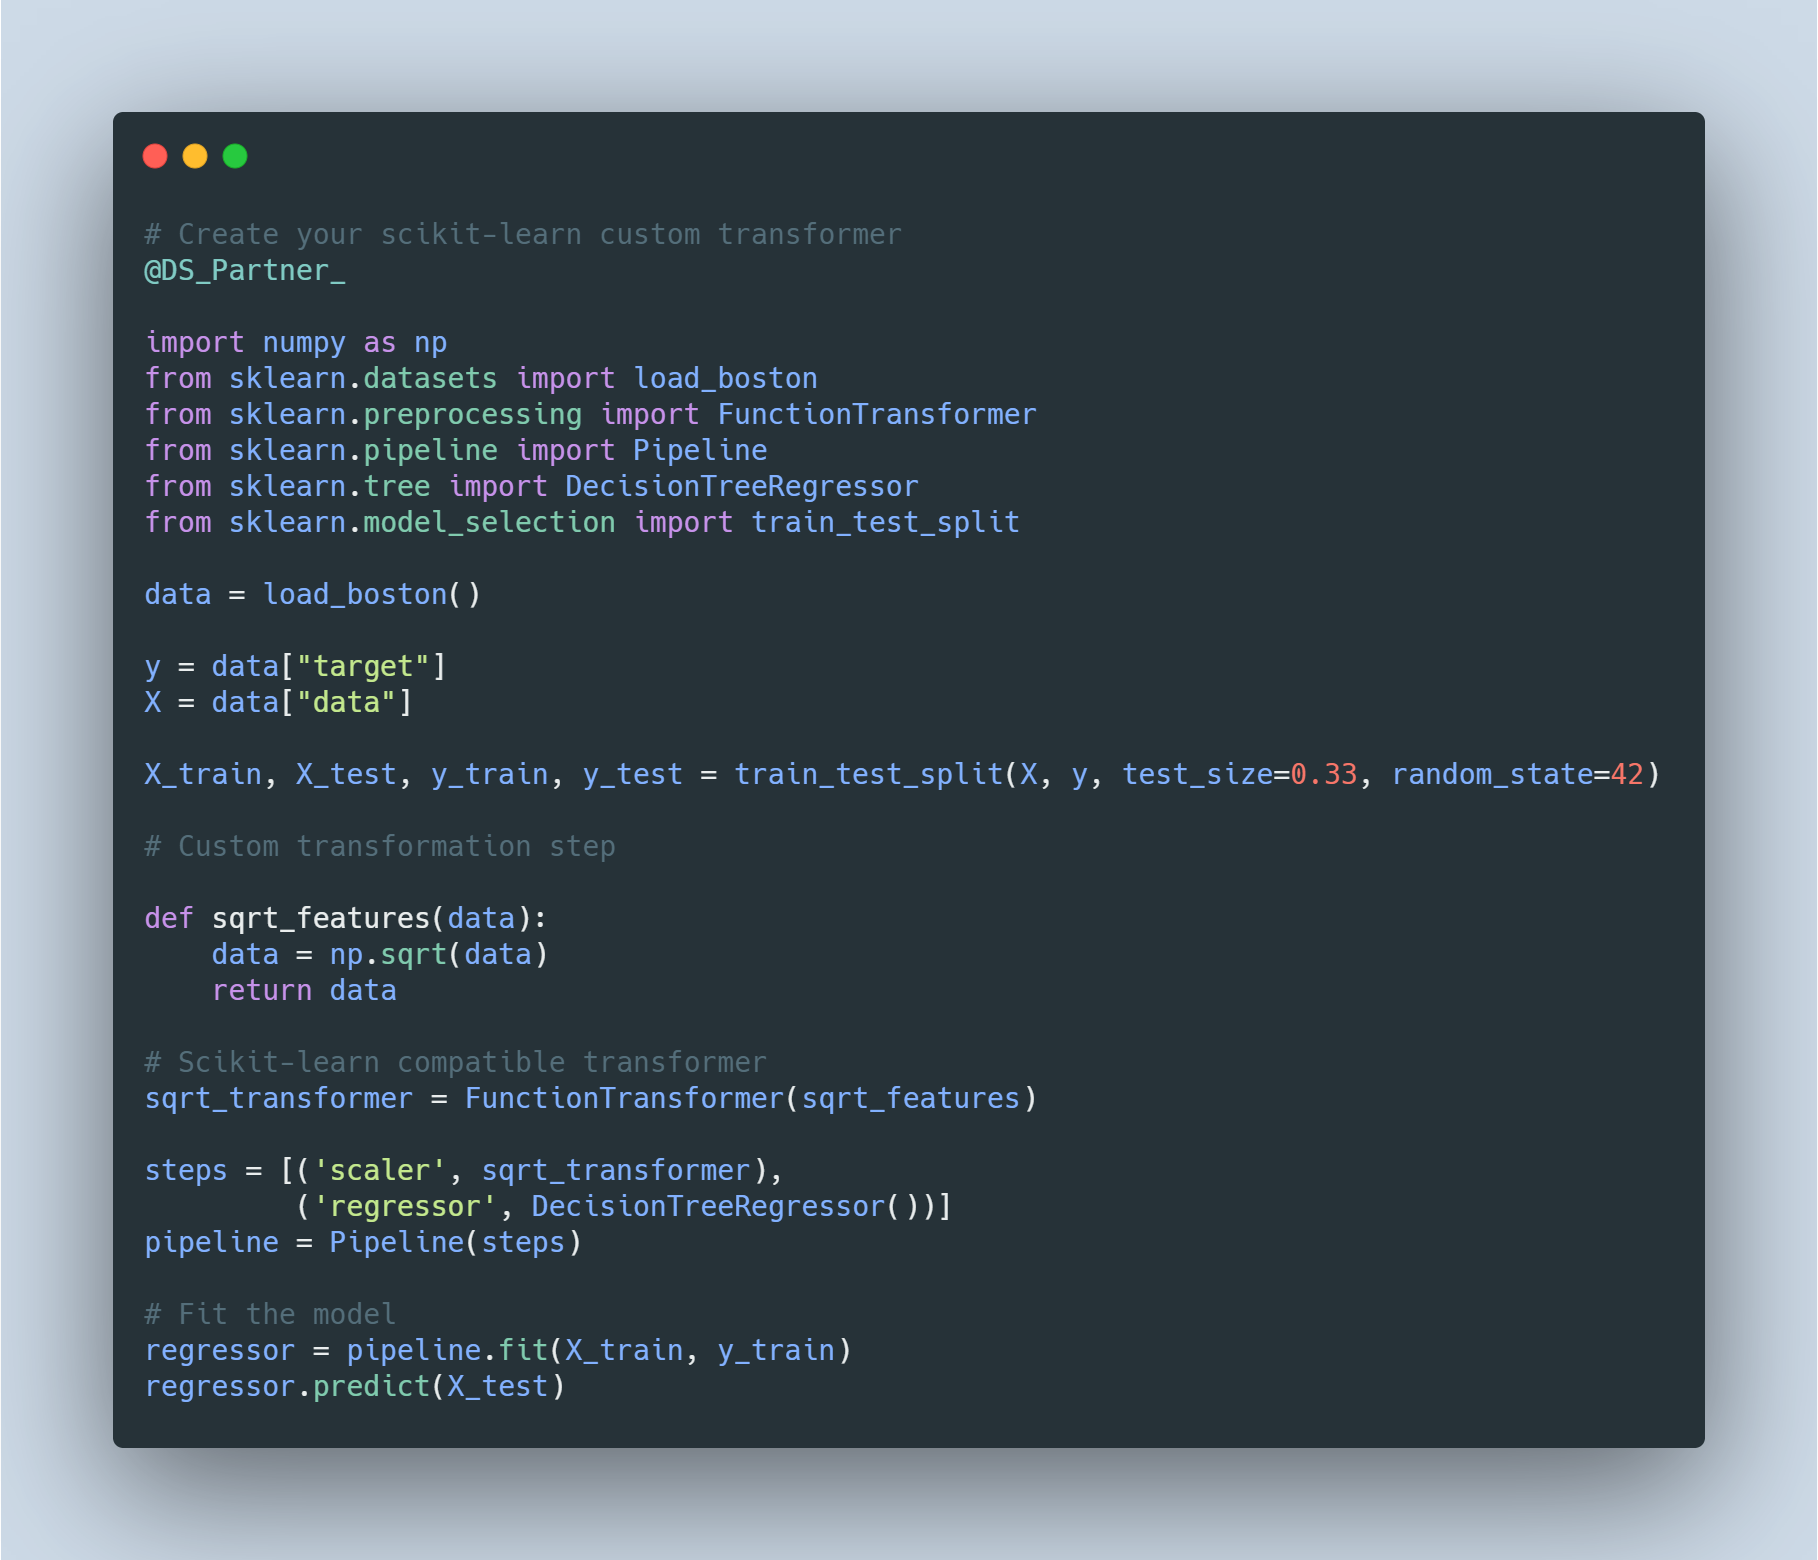 # Create your scikit-learn custom transformer
@DS_Partner_

import numpy as np
from sklearn.datasets import load_boston
from sklearn.preprocessing import FunctionTransformer
from sklearn.pipeline import Pipeline
from sklearn.tree import DecisionTreeRegressor
from sklearn.model_selection import train_test_split

data = load_boston()

y = data["target"]
X = data["data"]

X_train, X_test, y_train, y_test = train_test_split(X, y, test_size=0.33, random_state=42)

# Custom transformation step

def sqrt_features(data):
    data = np.sqrt(data)
    return data

# Scikit-learn compatible transformer
sqrt_transformer = FunctionTransformer(sqrt_features)

steps = [('scaler', sqrt_transformer),
         ('regressor', DecisionTreeRegressor())]
pipeline = Pipeline(steps)

# Fit the model
regressor = pipeline.fit(X_train, y_train)
regressor.predict(X_test)